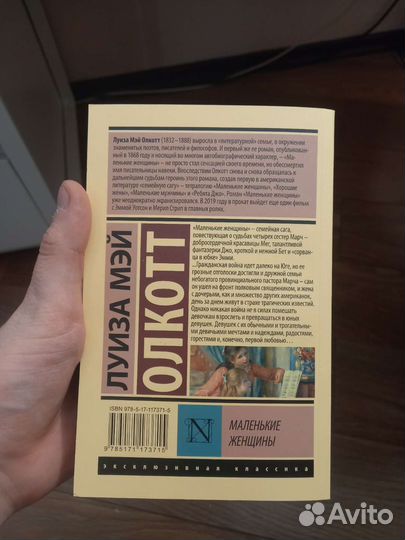 Луиза Мэй Олкотт (1832–1888) выросла в «литературной» семье, в окружении
знаменитых поэтов, писателей и философов. И первый же ее роман, опубликован-
ный в 1868 году и носящий во многом автобиографический характер, – «Ма-
ленькие женщины» – не просто стал сенсацией своего времени, но обессмертил
имя писательницы навеки. Впоследствии Олкотт снова и снова обращалась к
дальнейшим судьбам героинь этого романа, создав первую в американской
литературе «семейную сагу» – тетралогию «Маленькие женщины», «Хорошие
жены», «Маленькие мужчины» и «Ребята Джо». Роман «Маленькие женщины»
уже неоднократно экранизировался. В 2019 году в прокат выйдет еще один фильм
с Эммой Уотсон и Мерил Стрип в главных ролях.
«Маленькие женщины» – семейная сага,
повествующая о судьбах четырех сестер Марч –
добросердечной красавицы Мег, талантливой
фантазерки Джо, кроткой и нежной Бет и «сорван-
ца в юбке» Эмми.
...Гражданская война идет далеко на Юге, но ее
грозные отголоски достигли и дружной семьи
небогатого провинциального пастора Марча – сам
он ушел на фронт полковым священником, и жена
с дочерьми, как и множество других американок,
день за днем живут в страхе трагических известий.
Однако никакая война не в силах помешать
девочкам взрослеть и превращаться в юных
девушек. Девушек с их обычными и трогательны-
ми девичьими мечтами и надеждами, радостями,
горестями и, конечно, первой любовью...
ЛУИЗА МЭЙ
ОЛКОТТ
ISBN 978-5-17-117371-5
9 785171 173715
N
МАЛЕНЬКИЕ
ЖЕНЩИНЫ
ЭКСКЛЮЗИВНАЯ КЛАССИКА
Avito